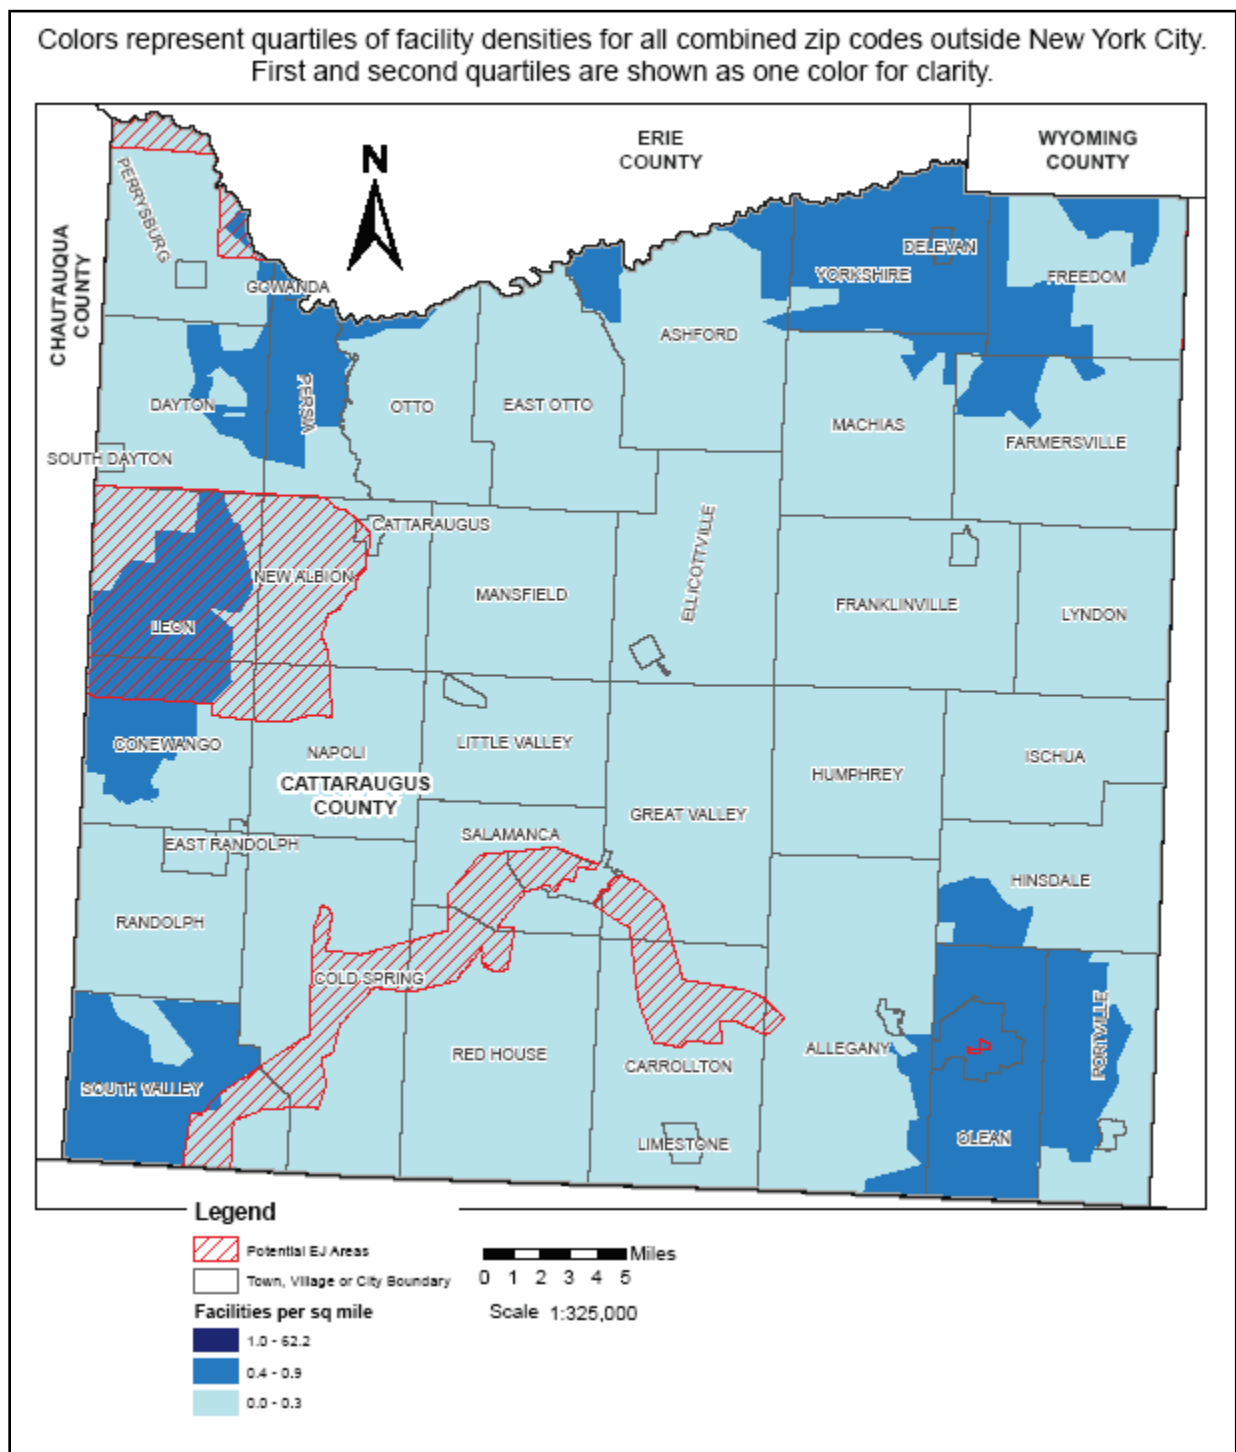 Colors represent quartiles of facility densities for all combined zip codes outside New York City.
First and second quartiles are shown as one color for clarity.
ERIE
COUNTY
WYOMING
COUNTY
N
CHAUTAUQUA
COUNTY
PERRYSBURG
GOWANDA
DELEVAN
YORKSHIRE
FREEDOM
ASHFORD
DAYTON
PERSIA
OTTO
EAST OTTO
MACHIAS
FARMERSVILLE
SOUTH DAYTON
CATTARAUGUS
NEW ALBION
MANSFIELD
ELLICOTTVILLE
FRANKLINVILLE
LYNDON
LEON
CONEWANGO
NAPOLI
LITTLE VALLEY
ISCHUA
HUMPHREY
CATTARAUGUS
COUNTY
GREAT VALLEY
SALAMANCA
EAST RANDOLPH
HINSDALE
RANDOLPH
COLD SPRING
RED HOUSE
CARROLLTON
ALLEGANY
PORTVILLE
SOUTH VALLEY
LIMESTONE
OLEAN
Legend
Potential EJ Areas
Town, Village or City Boundary
Facilities per sq mile
1.0 - 62.2
0.4 - 0.9
0.0 - 0.3
Miles
0 1 2 3 4 5
Scale 1:325,000